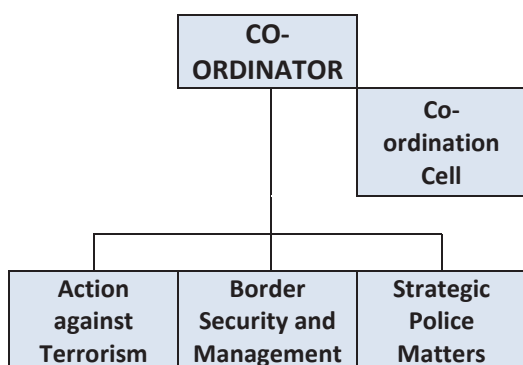 CO-
ORDINATOR
Co-
ordination
Cell
Action
against
Terrorism
Border
Security and
Management
Strategic
Police
Matters